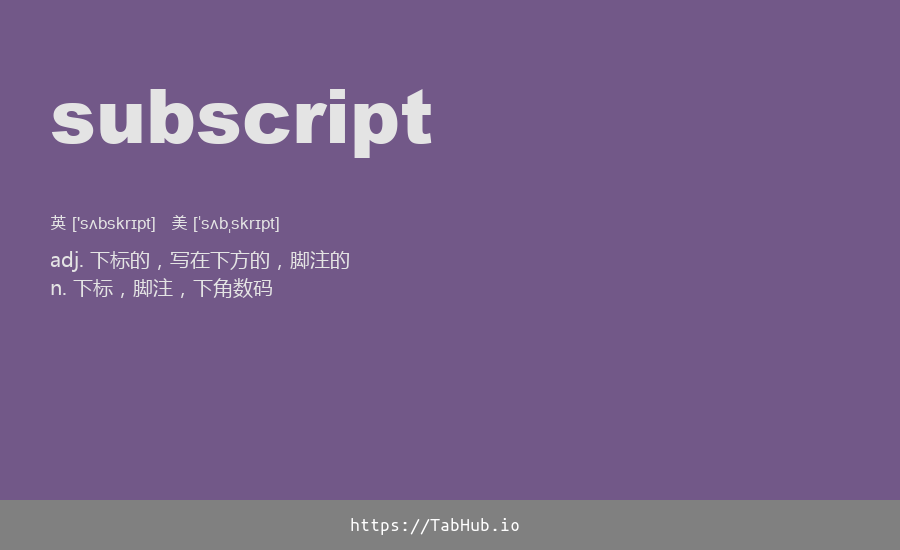 subscript
英 ['sʌbskrɪpt] 美 [ˈsʌbˌskrɪpt]
adj. 下标的，写在下方的，脚注的
n. 下标，脚注，下角数码
https://TabHub.io